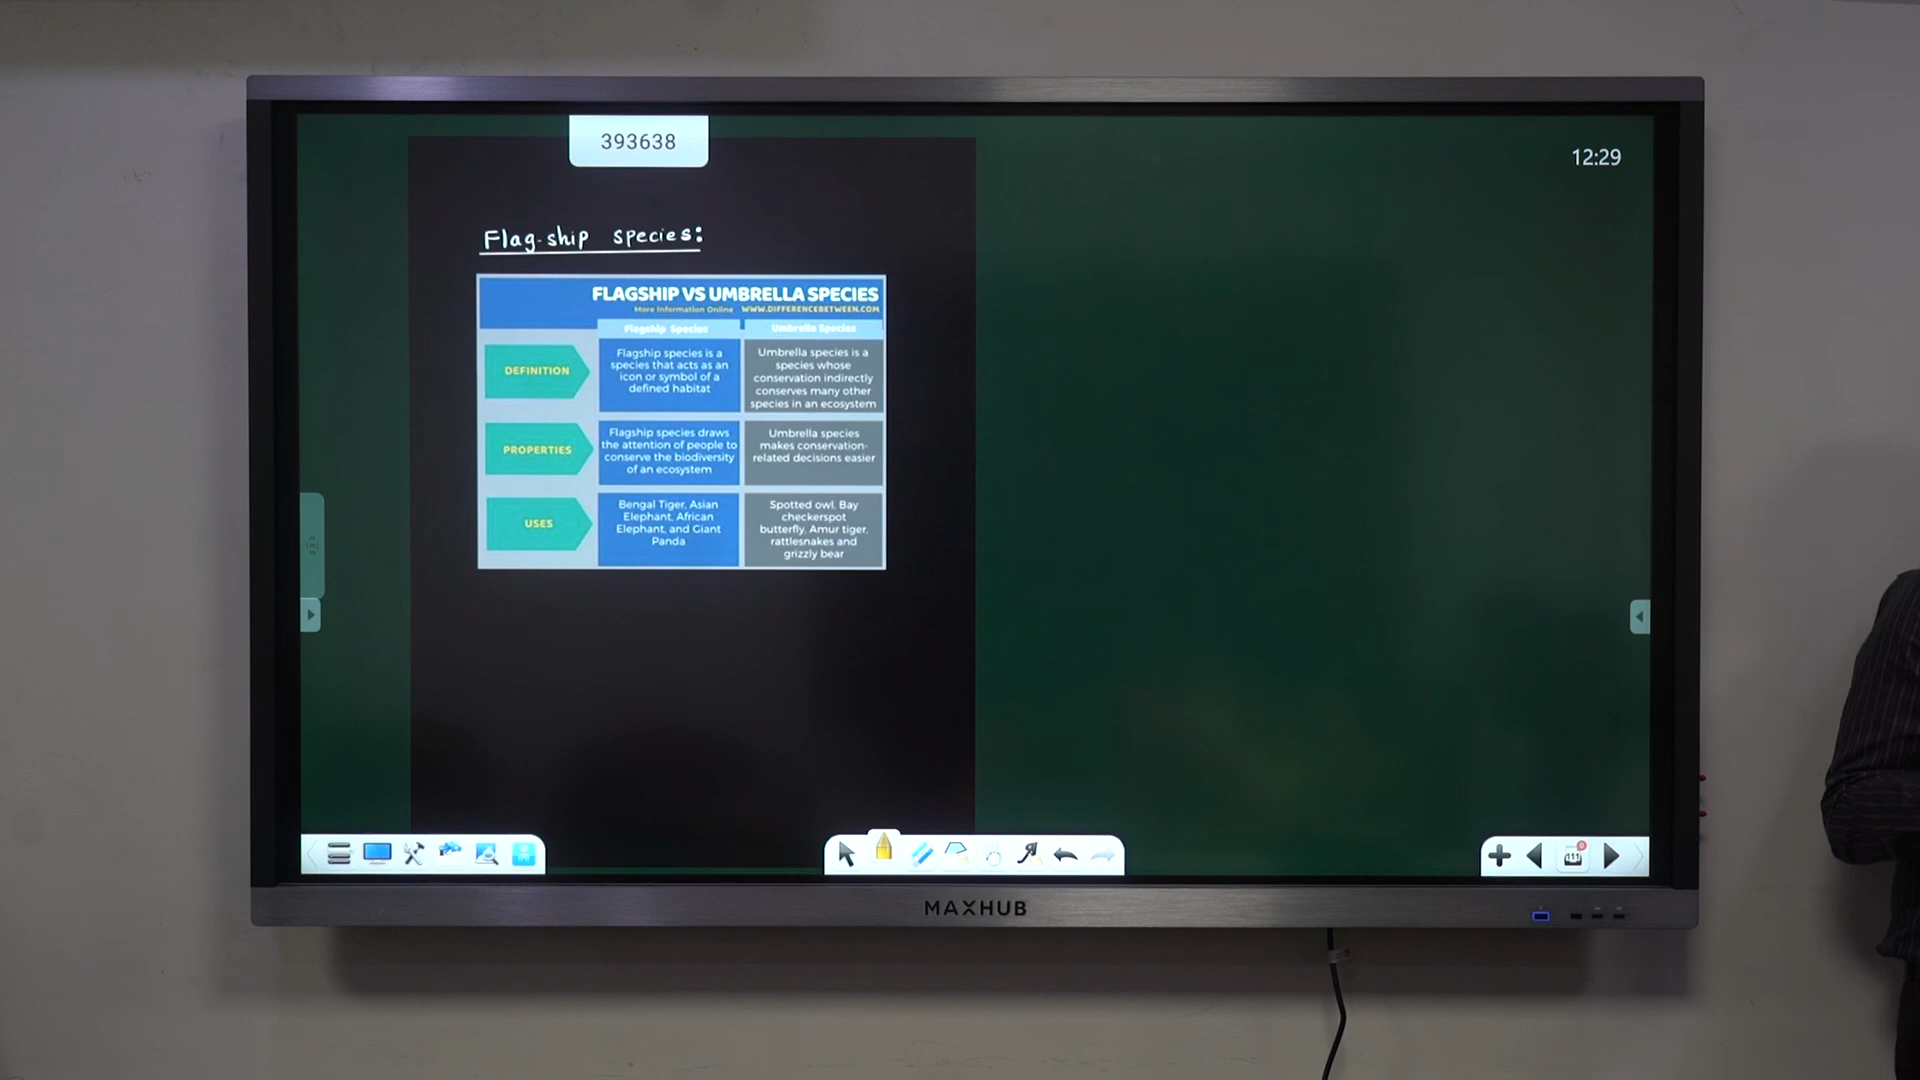 393638
12:29
Flag-ship species:
FLAGSHIP VS UMBRELLA SPECIES
More Information Online WWW.DIFFERENCEBETWEEN.COM
Flagship Species
Umbrella Species
DEFINITION
Flagship species is a
species that acts as an
icon or symbol of a
defined habitat
Umbrella species is a
species whose
conservation indirectly
conserves many other
species in an ecosystem
PROPERTIES
Flagship species draws
the attention of people to
conserve the biodiversity
of an ecosystem
Umbrella species
makes conservation-
related decisions easier
USES
Bengal Tiger, Asian
Elephant, African
Elephant, and Giant
Panda
Spotted owl, Bay
checkerspot
butterfly, Amur tiger,
rattlesnakes and
grizzly bear
MAXHUB